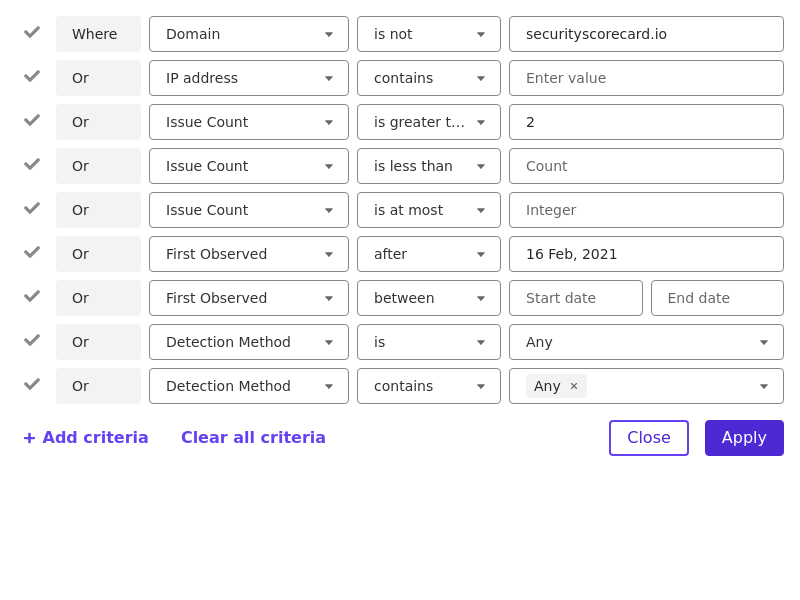 Where Domain is not securityscorecard.io
Or IP address contains Enter value
Or Issue Count is greater t... 2
Or Issue Count is less than Count
Or Issue Count is at most Integer
Or First Observed after 16 Feb, 2021
Or First Observed between Start date End date
Or Detection Method is Any
Or Detection Method contains Any ×
+ Add criteria Clear all criteria Close Apply